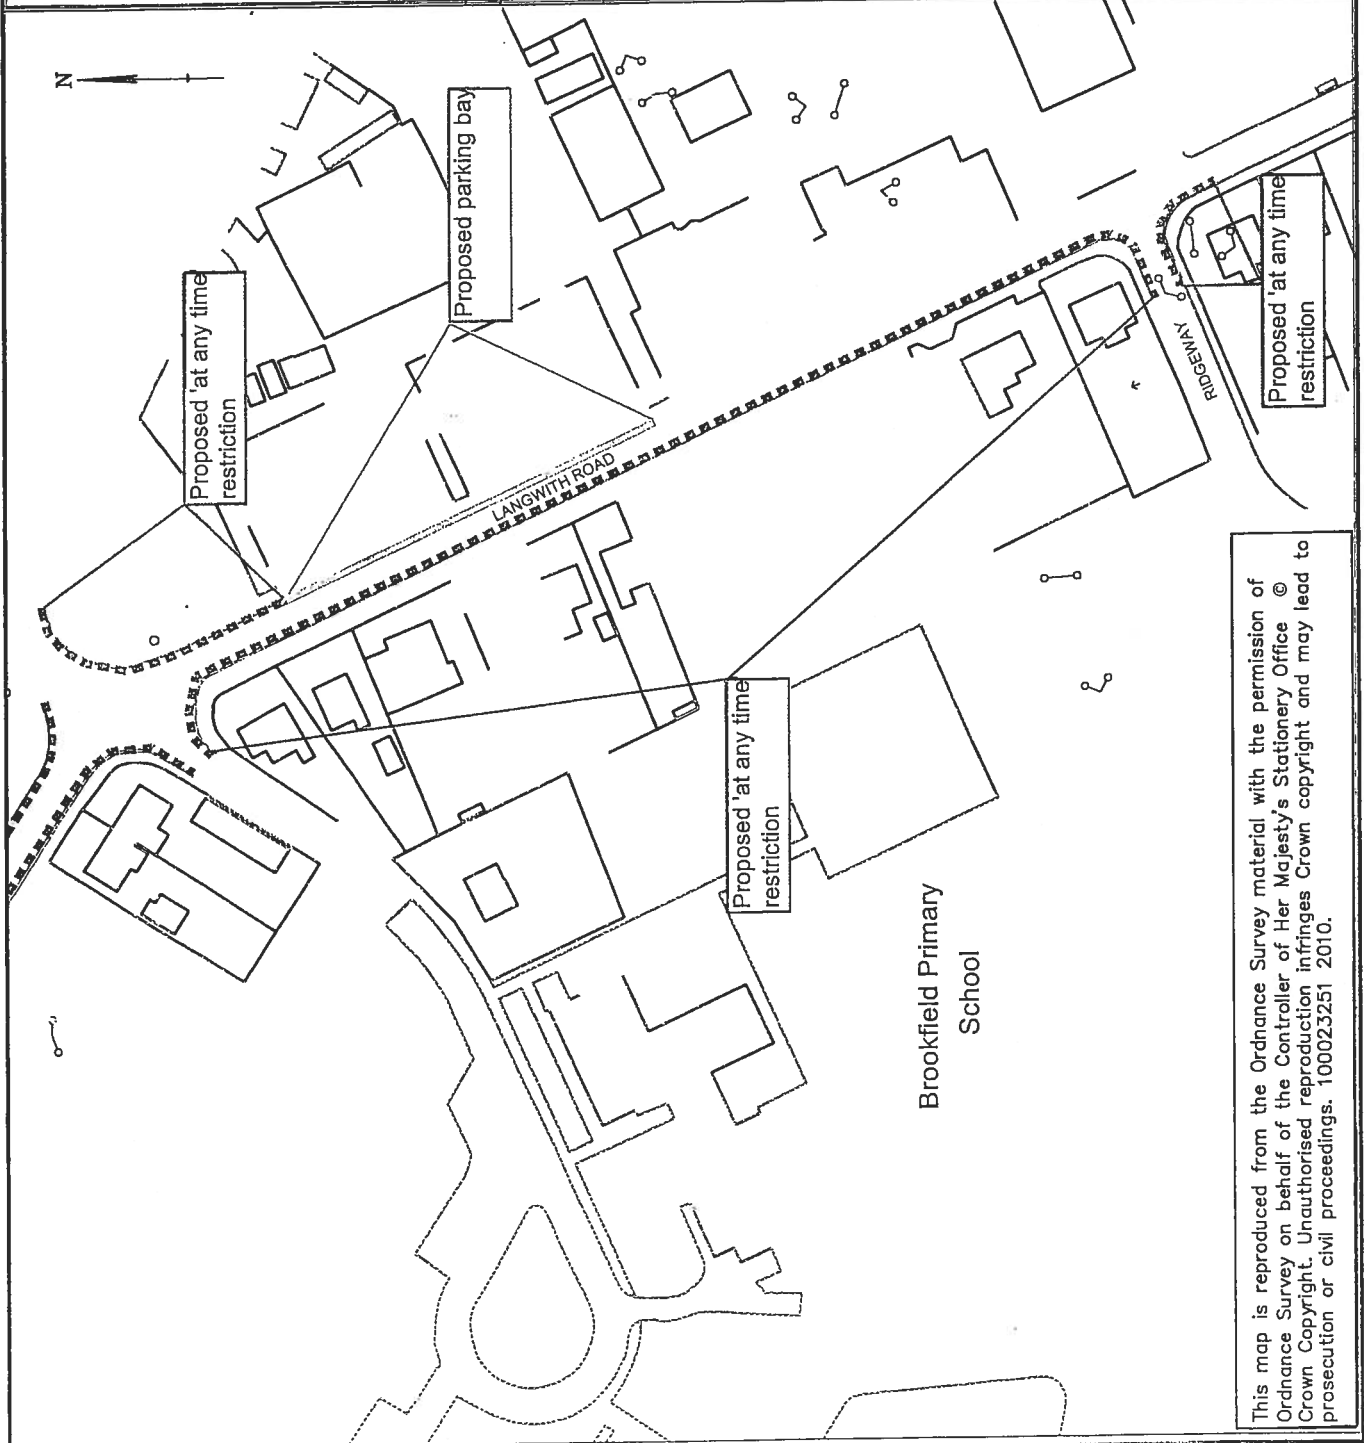 N
Proposed 'at any time
restriction
Proposed parking bay
LANGWITH ROAD
Proposed 'at any time
restriction
RIDGEWAY
Proposed 'at any time
restriction
Brookfield Primary
School
This map is reproduced from the Ordnance Survey material with the permission of
Ordnance Survey on behalf of the Controller of Her Majesty's Stationery Office ©
Crown Copyright. Unauthorised reproduction infringes Crown copyright and may lead to
prosecution or civil proceedings. 100023251 2010.